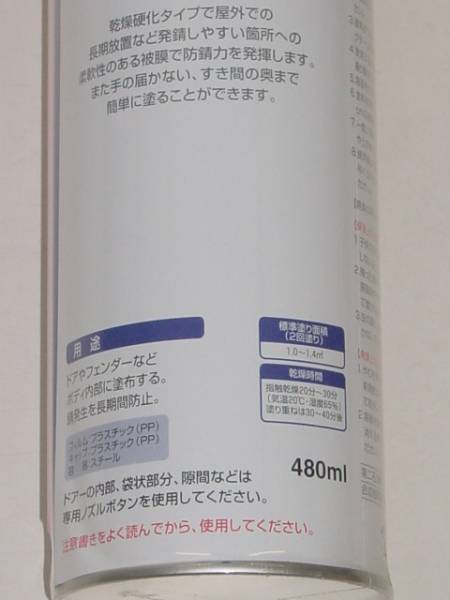 乾燥硬化タイプで屋外での
長期放置など発錆しやすい箇所への
柔軟性のある被膜で防錆力を発揮します。
また手の届かない、すき間の奥まで
簡単に塗ることができます。
用途
ドアやフェンダーなど
ボディ内部に塗布する。
錆発生を長期間防止。
フィルム:プラスチック(PP)
キャップ:プラスチック(PP)
容器:スチール
標準塗り面積
(2回塗り)
1.0〜1.4㎡
乾燥時間
指触乾燥20分〜30分
(気温20℃・湿度65%)
塗り重ねは30〜40分後
480ml
ドアーの内部、袋状部分、隙間などは
専用ノズルボタンを使用してください。
注意書きをよく読んでから、使用してください。